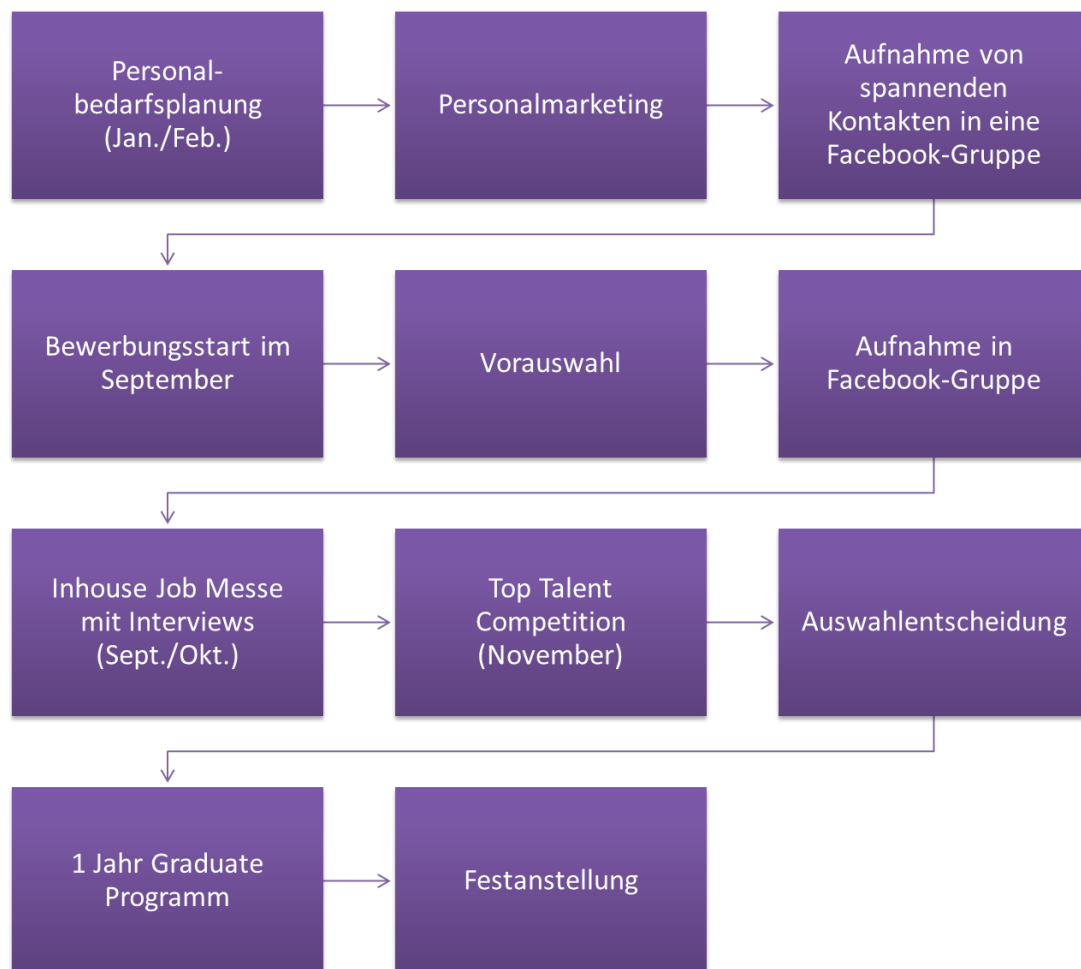 Personal-
bedarfsplanung
(Jan./Feb.)
Personalmarketing
Aufnahme von
spannenden
Kontakten in eine
Facebook-Gruppe
Bewerbungsstart im
September
Vorauswahl
Aufnahme in
Facebook-Gruppe
Inhouse Job Messe
mit Interviews
(Sept./Okt.)
Top Talent
Competition
(November)
Auswahlentscheidung
1 Jahr Graduate
Programm
Festanstellung